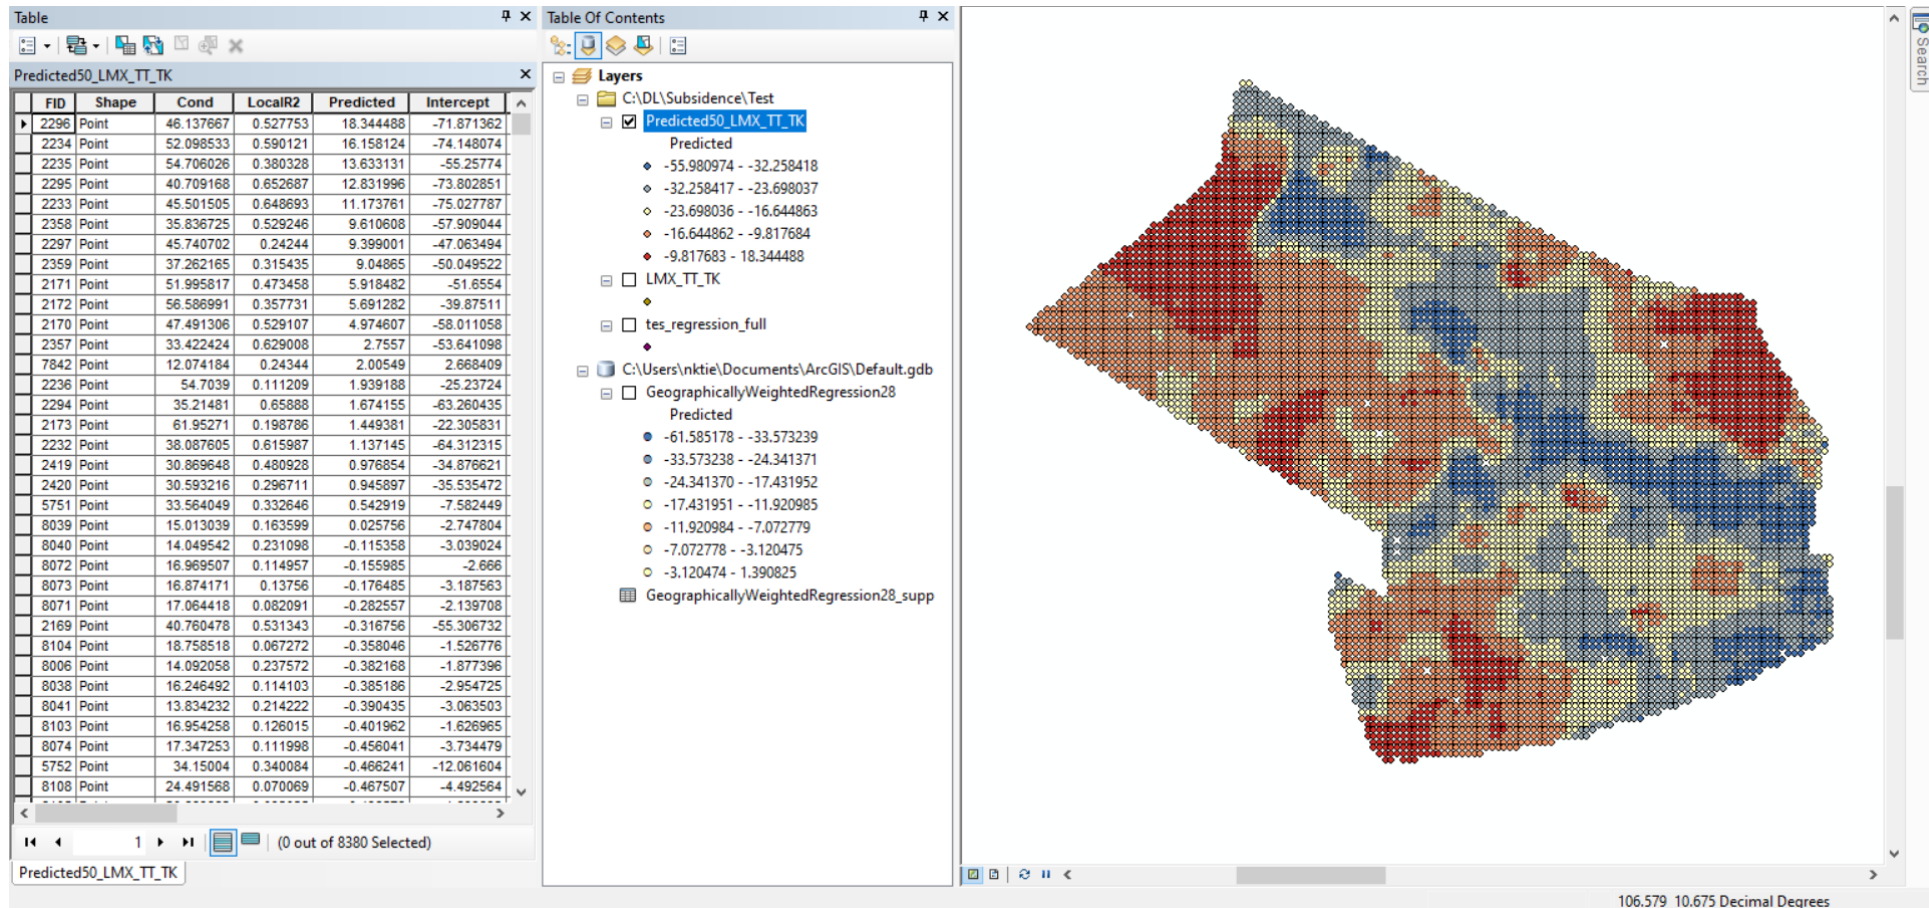 Table
Predicted50_LMX_TT_TK
FID Shape Cond LocalR2 Predicted Intercept
2296 Point 46.137667 0.527753 18.344488 -71.871362
2234 Point 52.098533 0.590121 16.158124 -74.148074
2235 Point 54.706026 0.380328 13.633131 -55.25774
2295 Point 40.709168 0.652687 12.831996 -73.802851
2233 Point 45.501505 0.648693 11.173761 -75.027787
2358 Point 35.836725 0.529246 9.610608 -57.909044
2297 Point 45.740702 0.24244 9.399001 -47.063494
2359 Point 37.262165 0.315435 9.04865 -50.049522
2171 Point 51.995817 0.473458 5.918482 -51.6554
2172 Point 56.586991 0.357731 5.691282 -39.87511
2170 Point 47.491306 0.529107 4.974607 -58.011058
2357 Point 33.422424 0.629008 2.7557 -53.641098
7842 Point 12.074184 0.24344 2.00549 2.668409
2236 Point 54.7039 0.111209 1.939188 -25.23724
2294 Point 35.21481 0.65888 1.674155 -63.260435
2173 Point 61.95271 0.198786 1.449381 -22.305831
2232 Point 38.087605 0.615987 1.137145 -64.312315
2419 Point 30.869648 0.480928 0.976854 -34.876621
2420 Point 30.593216 0.296711 0.945897 -35.535472
5751 Point 33.564049 0.332646 0.542919 -7.582449
8039 Point 15.013039 0.163599 0.025756 -2.747804
8040 Point 14.049542 0.231098 -0.115358 -3.039024
8072 Point 16.969507 0.114957 -0.155985 -2.666
8073 Point 16.874171 0.13756 -0.176485 -3.187563
8071 Point 17.064418 0.082091 -0.282557 -2.139708
2169 Point 40.760478 0.531343 -0.316756 -55.306732
8104 Point 18.758518 0.067272 -0.358046 -1.526776
8006 Point 14.092058 0.237572 -0.382168 -1.877396
8038 Point 16.246492 0.114103 -0.385186 -2.954725
8041 Point 13.834232 0.214222 -0.390435 -3.063503
8103 Point 16.954258 0.126015 -0.401962 -1.626965
8074 Point 17.347253 0.111998 -0.456041 -3.734479
5752 Point 34.15004 0.340084 -0.466241 -12.061604
8108 Point 24.491568 0.070069 -0.467507 -4.492564
1
(0 out of 8380 Selected)
Predicted50_LMX_TT_TK
Table Of Contents
Layers
C:\DL\Subsidence\Test
Predicted50_LMX_TT_TK
Predicted
-55.980974 - -32.258418
-32.258417 - -23.698037
-23.698036 - -16.644863
-16.644862 - -9.817684
-9.817683 - 18.344488
LMX_TT_TK
tes_regression_full
C:\Users\nktie\Documents\ArcGIS\Default.gdb
GeographicallyWeightedRegression28
Predicted
-61.585178 - -33.573239
-33.573238 - -24.341371
-24.341370 - -17.431952
-17.431951 - -11.920985
-11.920984 - -7.072779
-7.072778 - -3.120475
-3.120474 - 1.390825
GeographicallyWeightedRegression28_supp
Search
106.579 10.675 Decimal Degrees